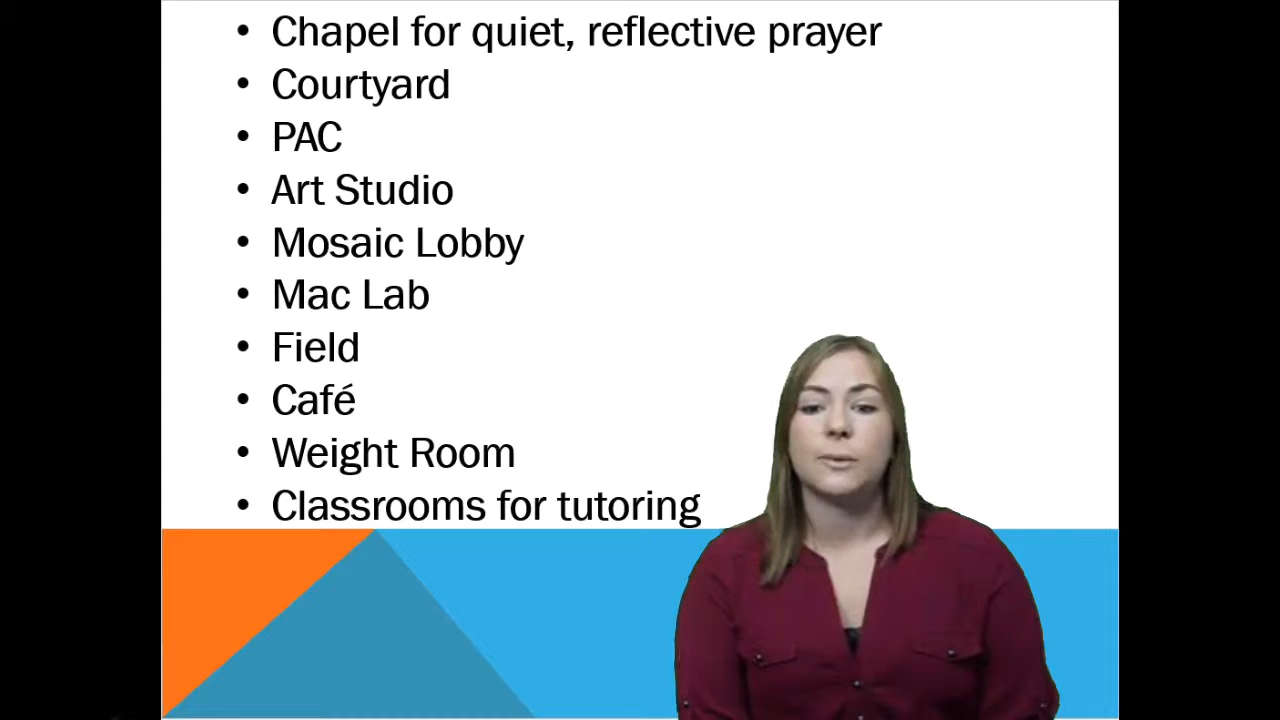 • Chapel for quiet, reflective prayer
• Courtyard
• PAC
• Art Studio
• Mosaic Lobby
• Mac Lab
• Field
• Café
• Weight Room
• Classrooms for tutoring